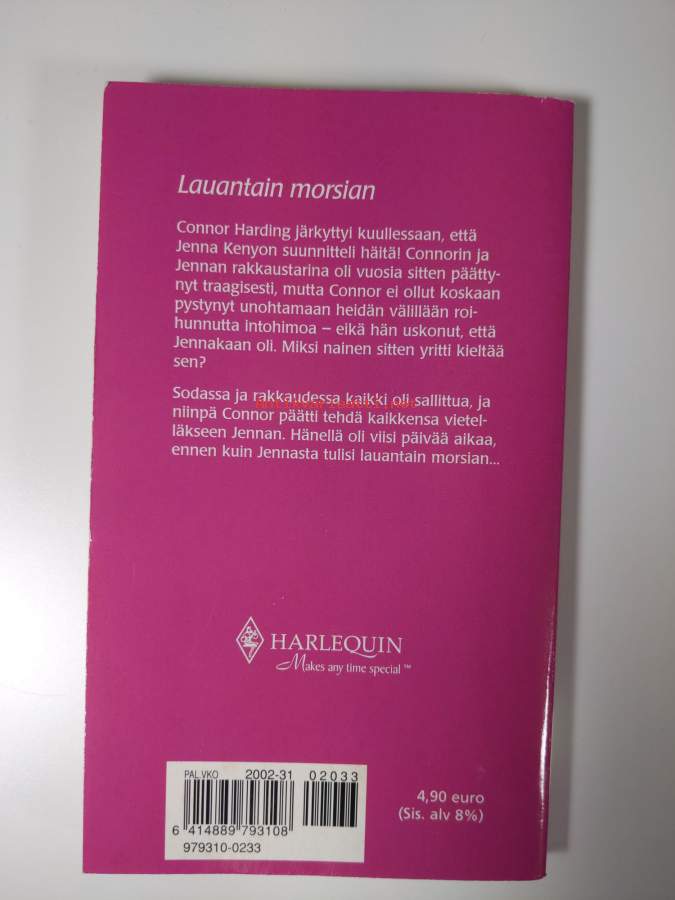 Lauantain morsian
Connor Harding järkyttyi kuullessaan, että
Jenna Kenyon suunnitteli häitä! Connorin ja
Jennan rakkaustarina oli vuosia sitten päätty-
nyt traagisesti, mutta Connor ei ollut koskaan
pystynyt unohtamaan heidän välillään roi-
hunnutta intohimoa – eikä hän uskonut, että
Jennakaan oli. Miksi nainen sitten yritti kieltää
sen?
Sodassa ja rakkaudessa kaikki oli sallittua, ja
niinpä Connor päätti tehdä kaikkensa vietel-
läkseen Jennan. Hänellä oli viisi päivää aikaa,
ennen kuin Jennasta tulisi lauantain morsian...
HARLEQUIN
Makes any time special ™
PAL.VKO 2002-31 02033
6 414889 793108
979310-0233
4,90 euro
(Sis. alv 8%)